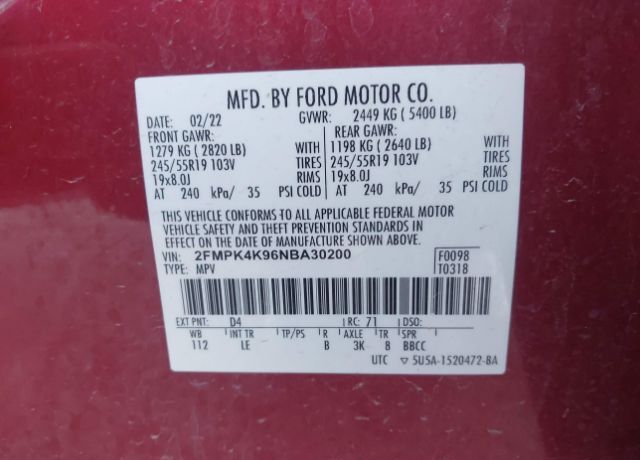 MFD. BY FORD MOTOR CO.
DATE: 02/22 GVWR: 2449 KG ( 5400 LB)
FRONT GAWR: REAR GAWR:
1279 KG ( 2820 LB) WITH 1198 KG ( 2640 LB) WITH
245/55R19 103V TIRES 245/55R19 103V TIRES
19x8.0J RIMS 19x8.0J RIMS
AT 240 kPa/ 35 PSI COLD AT 240 kPa/ 35 PSI COLD
THIS VEHICLE CONFORMS TO ALL APPLICABLE FEDERAL MOTOR
VEHICLE SAFETY AND THEFT PREVENTION STANDARDS IN
EFFECT ON THE DATE OF MANUFACTURE SHOWN ABOVE.
VIN: 2FMPK4K96NBA30200 F0098
TYPE: MPV T0318
EXT PNT: D4 RC: 71 DSO:
WB INT TR TP/PS R AXLE TR SPR
112 LE B 3K 8 BBCC
UTC ▽ 5U5A-1520472-BA